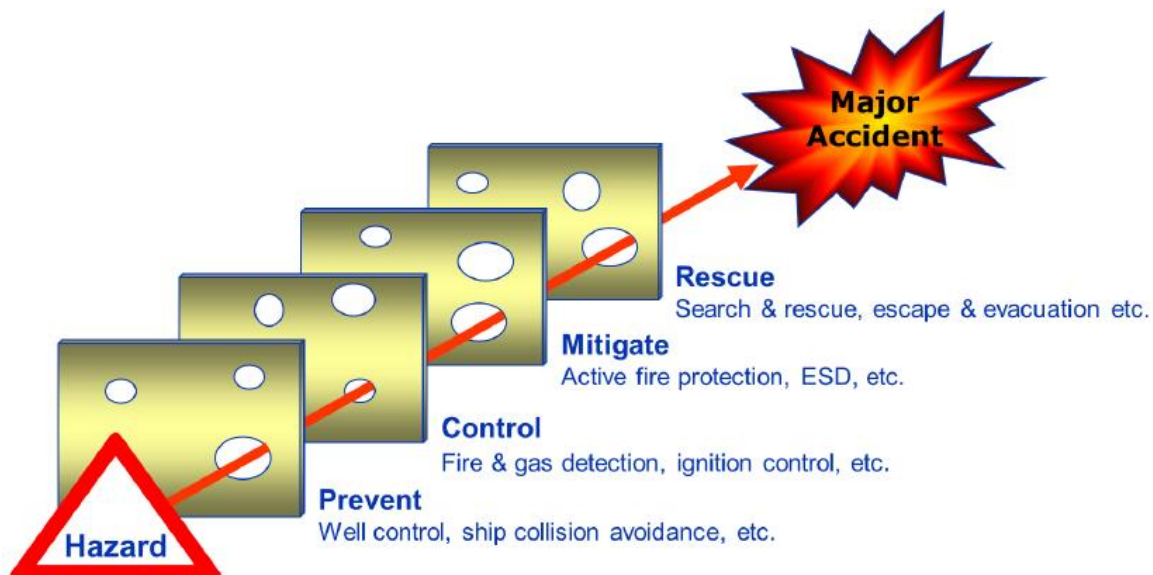 Major
Accident
Rescue
Search & rescue, escape & evacuation etc.
Mitigate
Active fire protection, ESD, etc.
Control
Fire & gas detection, ignition control, etc.
Prevent
Well control, ship collision avoidance, etc.
Hazard